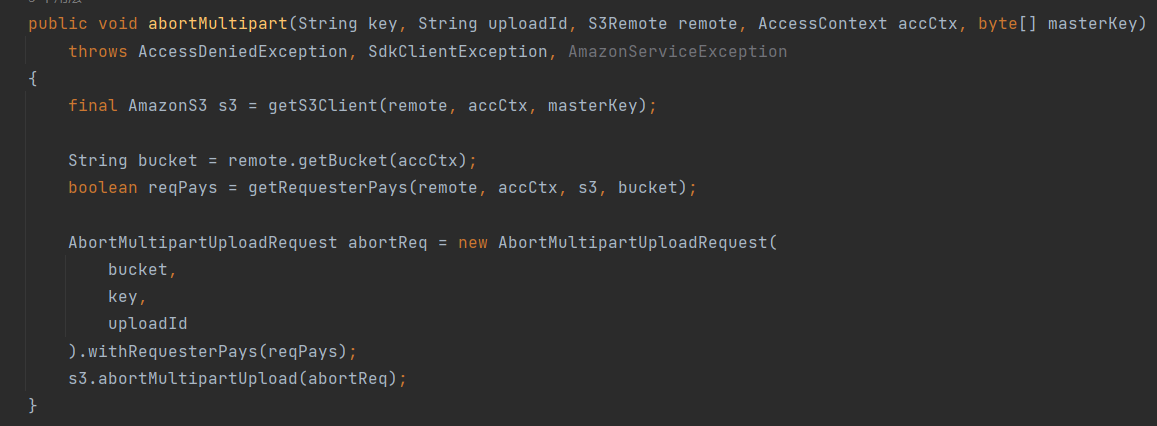 public void abortMultipart(String key, String uploadId, S3Remote remote, AccessContext accCtx, byte[] masterKey)
throws AccessDeniedException, SdkClientException, AmazonServiceException
{
final AmazonS3 s3 = getS3Client(remote, accCtx, masterKey);
String bucket = remote.getBucket(accCtx);
boolean reqPays = getRequesterPays(remote, accCtx, s3, bucket);
AbortMultipartUploadRequest abortReq = new AbortMultipartUploadRequest(
bucket,
key,
uploadId
).withRequesterPays(reqPays);
s3.abortMultipartUpload(abortReq);
}